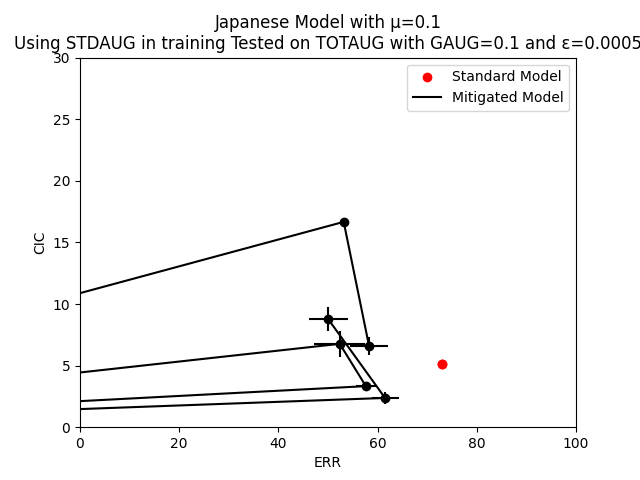 Japanese Model with μ=0.1
Using STDAUG in training Tested on TOTAUG with GAUG=0.1 and ε=0.0005
Standard Model
Mitigated Model
30
25
20
15
10
5
0
CIC
0 20 40 60 80 100
ERR